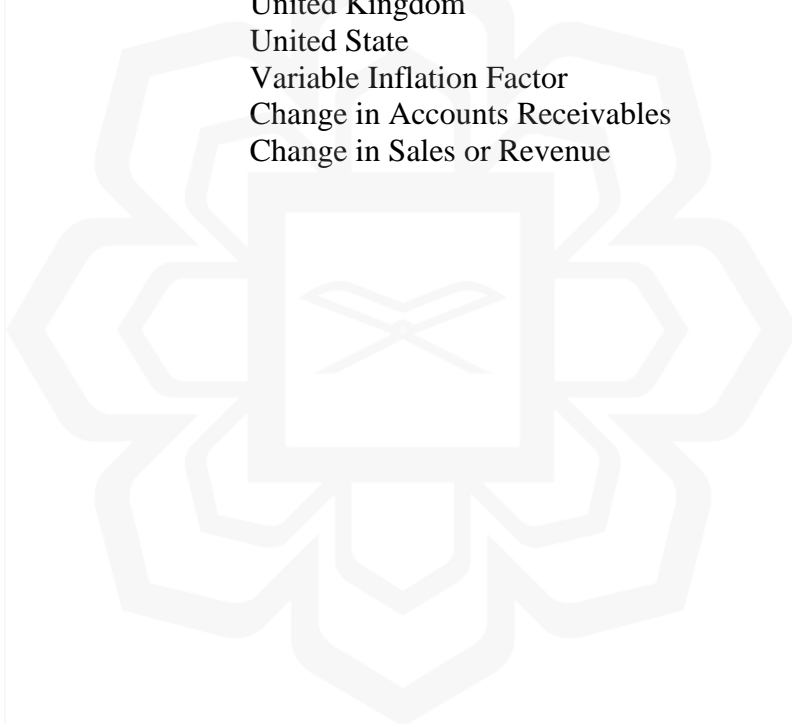 United Kingdom
United State
Variable Inflation Factor
Change in Accounts Receivables
Change in Sales or Revenue